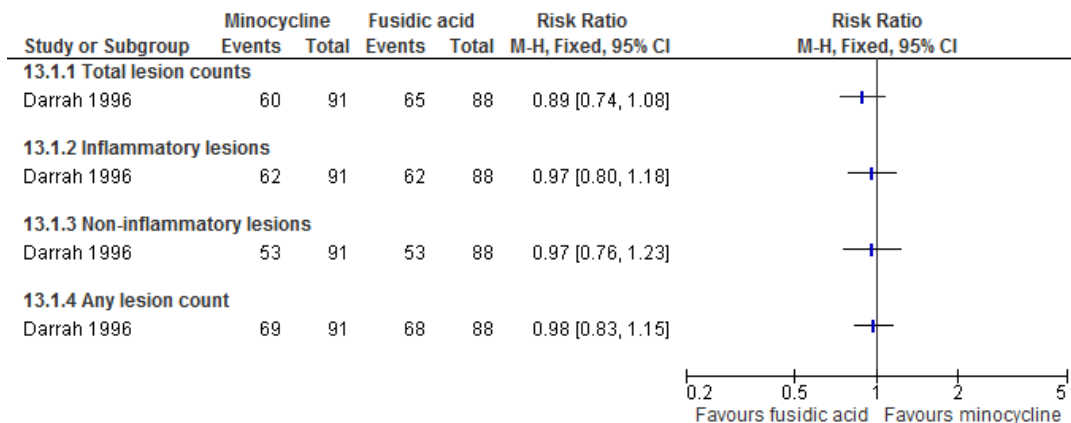 Minocycline Fusidic acid Risk Ratio Risk Ratio
Study or Subgroup Events Total Events Total M-H, Fixed, 95% CI M-H, Fixed, 95% CI
13.1.1 Total lesion counts
Darrah 1996 60 91 65 88 0.89 [0.74, 1.08]
13.1.2 Inflammatory lesions
Darrah 1996 62 91 62 88 0.97 [0.80, 1.18]
13.1.3 Non-inflammatory lesions
Darrah 1996 53 91 53 88 0.97 [0.76, 1.23]
13.1.4 Any lesion count
Darrah 1996 69 91 68 88 0.98 [0.83, 1.15]
0.2 0.5 1 2 5
Favours fusidic acid Favours minocycline